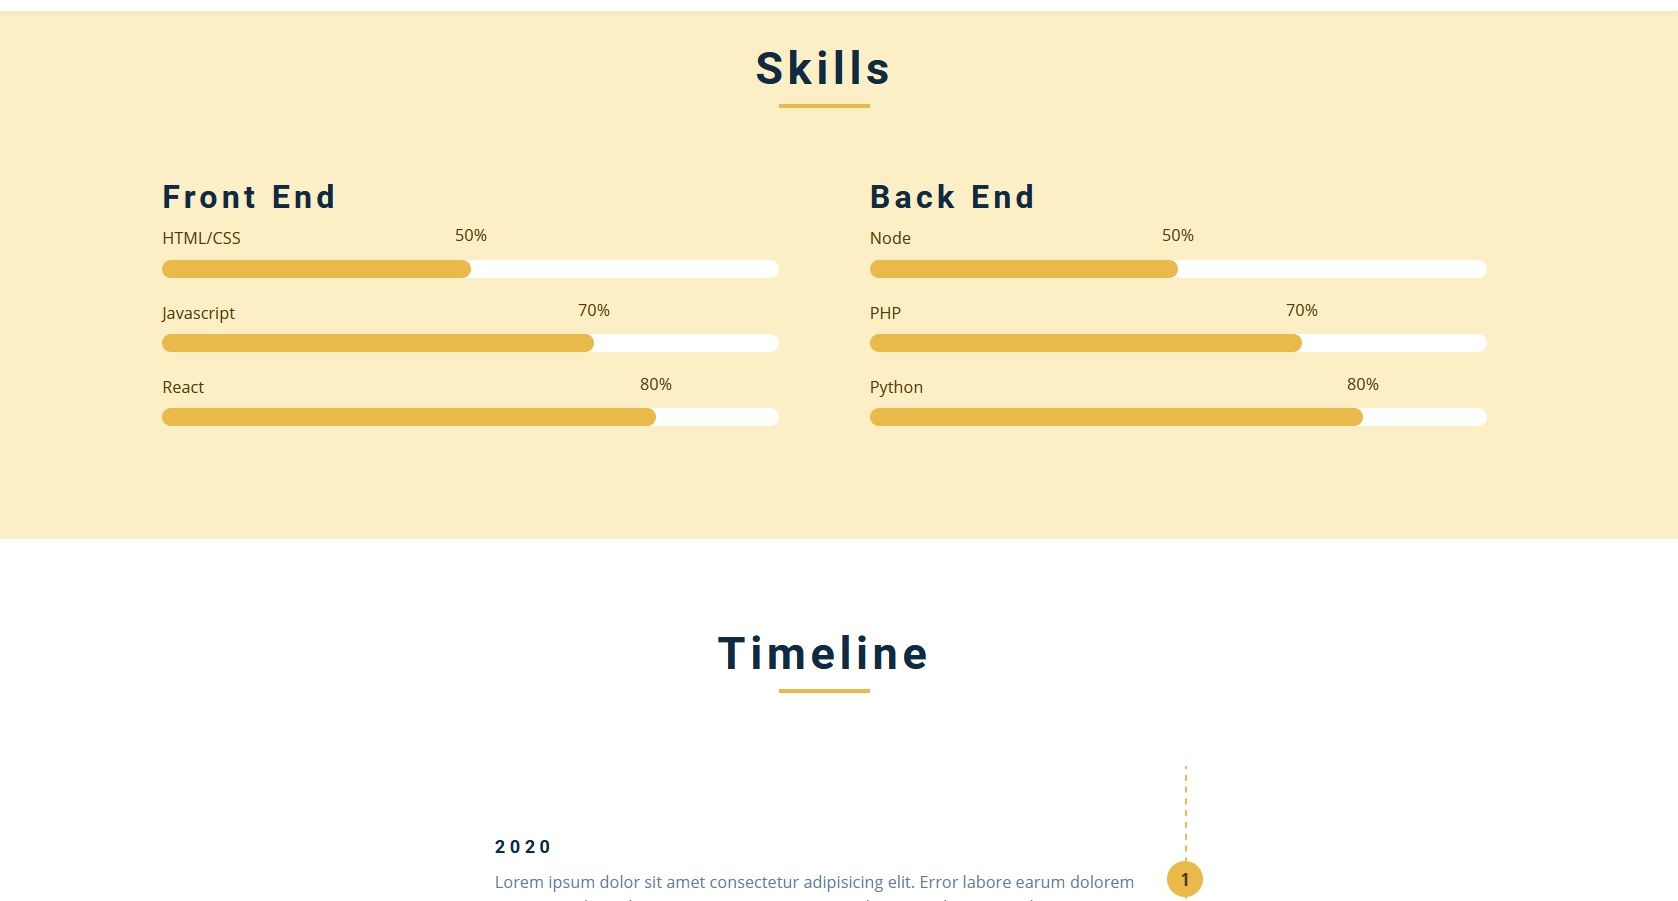 Skills
Front End
HTML/CSS 50%
Javascript 70%
React 80%
Back End
Node 50%
PHP 70%
Python 80%
Timeline
2020
Lorem ipsum dolor sit amet consectetur adipisicing elit. Error labore earum dolorem
1